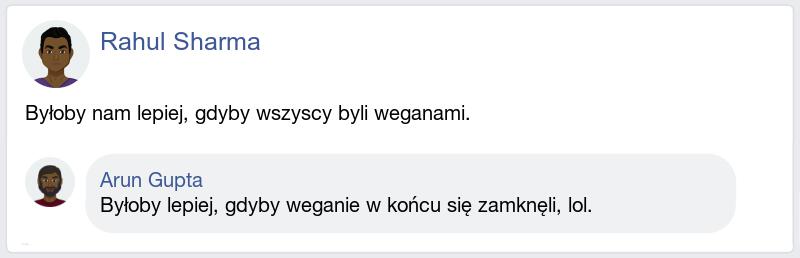 Rahul Sharma
Byłoby nam lepiej, gdyby wszyscy byli weganami.
Arun Gupta
Byłoby lepiej, gdyby weganie w końcu się zamknęli, lol.